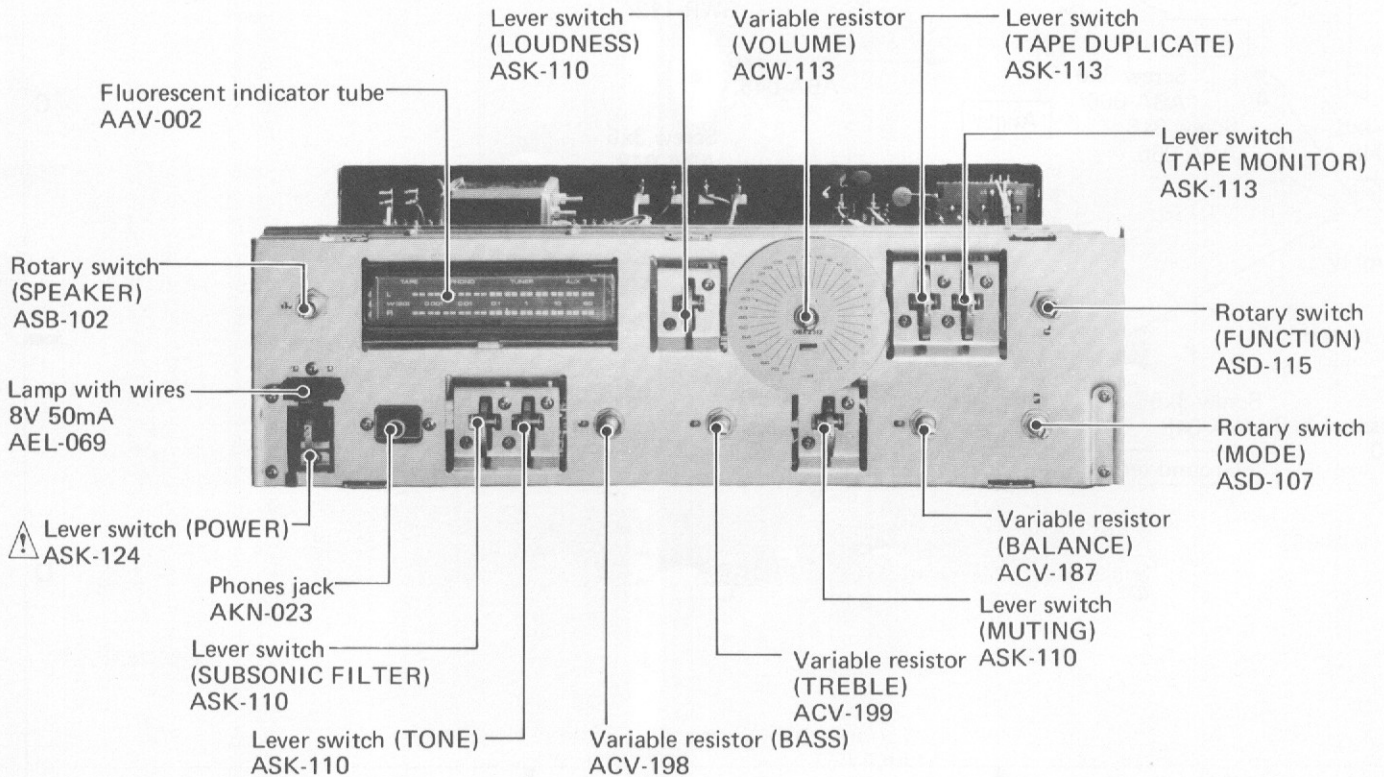 Lever switch
(LOUDNESS)
ASK-110
Variable resistor
(VOLUME)
ACW-113
Lever switch
(TAPE DUPLICATE)
ASK-113
Fluorescent indicator tube
AAV-002
Lever switch
(TAPE MONITOR)
ASK-113
TAPE PHONO TUNER AUX
L
R
Rotary switch
(SPEAKER)
ASB-102
Rotary switch
(FUNCTION)
ASD-115
Lamp with wires
8V 50mA
AEL-069
Rotary switch
(MODE)
ASD-107
Lever switch (POWER)
ASK-124
Variable resistor
(BALANCE)
ACV-187
Phones jack
AKN-023
Lever switch
(MUTING)
ASK-110
Lever switch
(SUBSONIC FILTER)
ASK-110
Variable resistor
(TREBLE)
ACV-199
Lever switch (TONE)
ASK-110
Variable resistor (BASS)
ACV-198